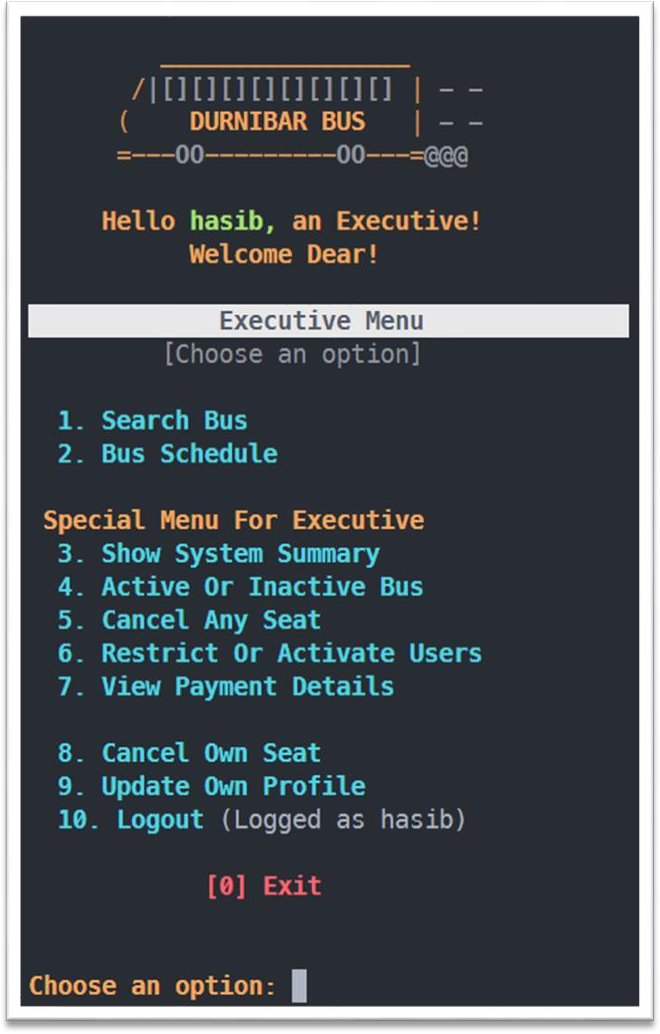 __________________
/|[][][][][][][][] | - -
( DURNIBAR BUS | - -
=---OO---------OO---=@@@
Hello hasib, an Executive!
Welcome Dear!
Executive Menu
[Choose an option]
1. Search Bus
2. Bus Schedule
Special Menu For Executive
3. Show System Summary
4. Active Or Inactive Bus
5. Cancel Any Seat
6. Restrict Or Activate Users
7. View Payment Details
8. Cancel Own Seat
9. Update Own Profile
10. Logout (Logged as hasib)
[0] Exit
Choose an option: